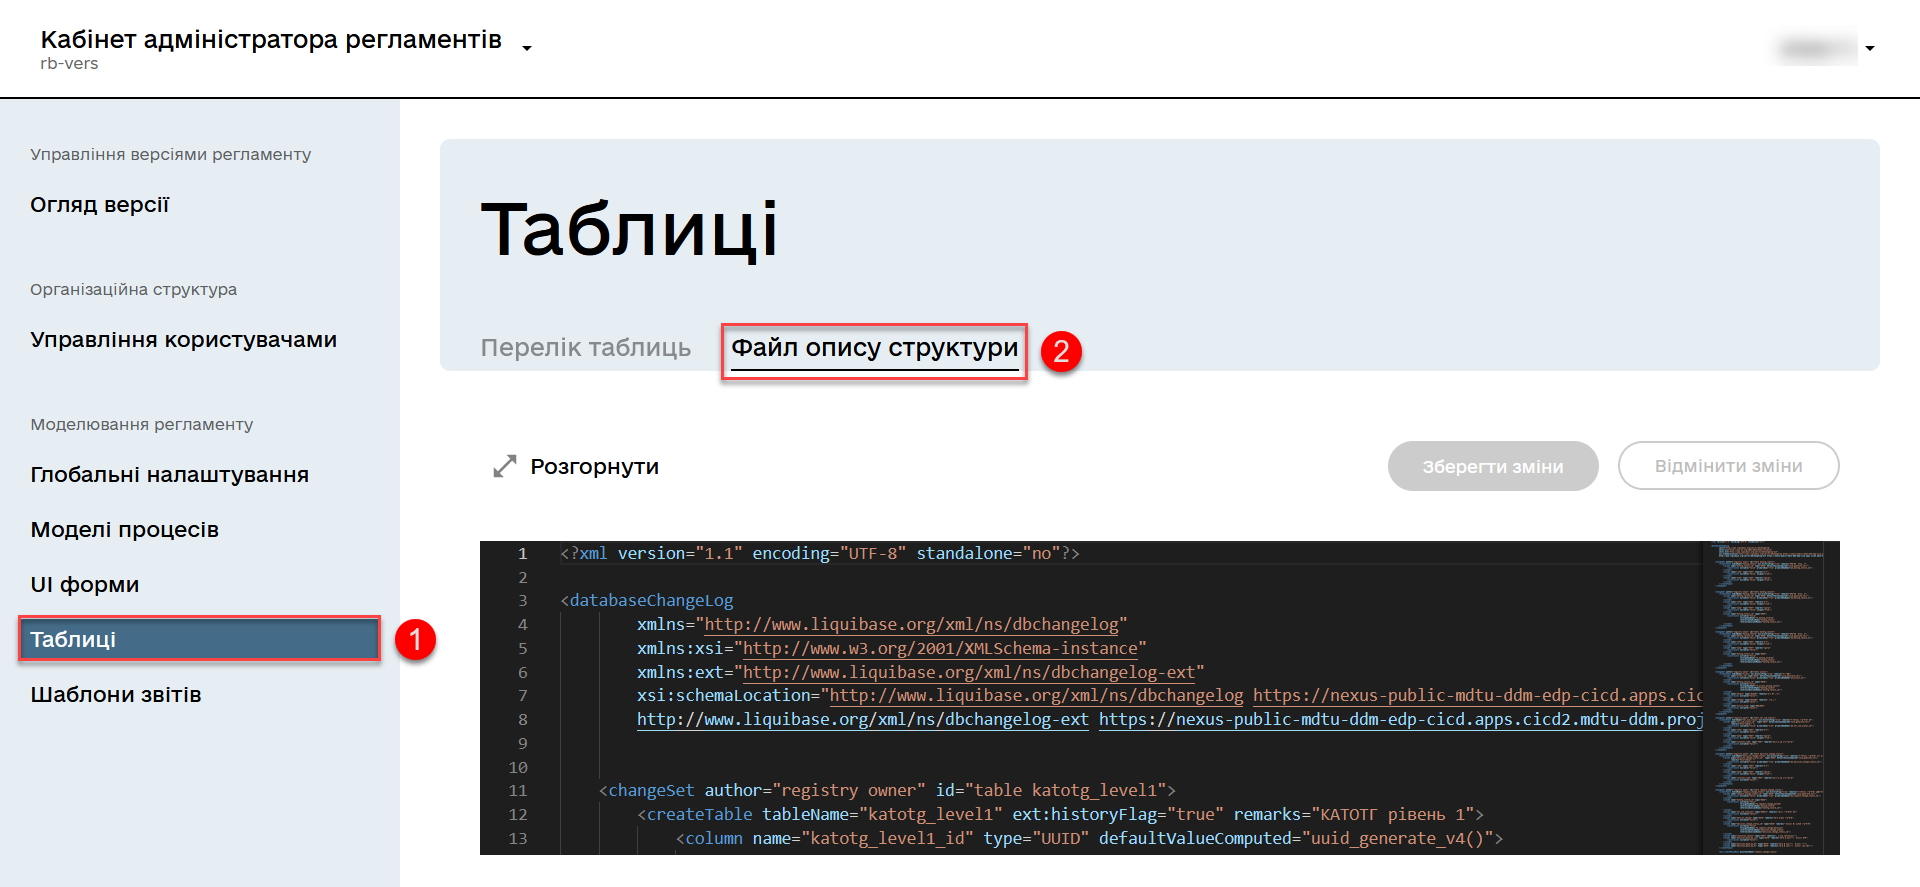 Кабінет адміністратора регламентів
rb-vers
Управління версіями регламенту
Огляд версії
Організаційна структура
Управління користувачами
Моделювання регламенту
Глобальні налаштування
Моделі процесів
UI форми
Таблиці
1
Шаблони звітів
Таблиці
Перелік таблиць
Файл опису структури
2
Розгорнути
Зберегти зміни
Відмінити зміни
1 <?xml version="1.1" encoding="UTF-8" standalone="no"?>
2
3 <databaseChangeLog
4 xmlns="http://www.liquibase.org/xml/ns/dbchangelog"
5 xmlns:xsi="http://www.w3.org/2001/XMLSchema-instance"
6 xmlns:ext="http://www.liquibase.org/xml/ns/dbchangelog-ext"
7 xsi:schemaLocation="http://www.liquibase.org/xml/ns/dbchangelog https://nexus-public-mdtu-ddm-edp-cicd.apps.cic
8 http://www.liquibase.org/xml/ns/dbchangelog-ext https://nexus-public-mdtu-ddm-edp-cicd.apps.cicd2.mdtu-ddm.proj
9
10
11 <changeSet author="registry owner" id="table katotg_level1">
12 <createTable tableName="katotg_level1" ext:historyFlag="true" remarks="КАТОТГ рівень 1">
13 <column name="katotg_level1_id" type="UUID" defaultValueComputed="uuid_generate_v4()">